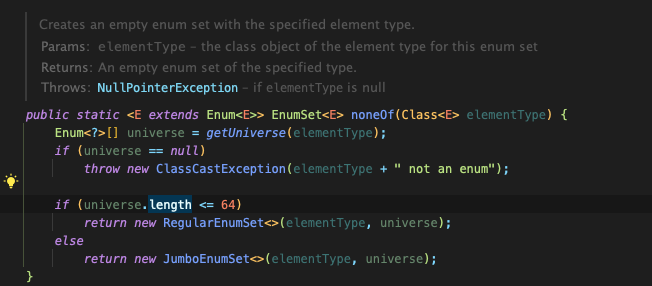 Creates an empty enum set with the specified element type.
Params: elementType – the class object of the element type for this enum set
Returns: An empty enum set of the specified type.
Throws: NullPointerException – if elementType is null
public static <E extends Enum<E>> EnumSet<E> noneOf(Class<E> elementType) {
    Enum<?>[] universe = getUniverse(elementType);
    if (universe == null)
        throw new ClassCastException(elementType + " not an enum");
    if (universe.length <= 64)
        return new RegularEnumSet<>(elementType, universe);
    else
        return new JumboEnumSet<>(elementType, universe);
}